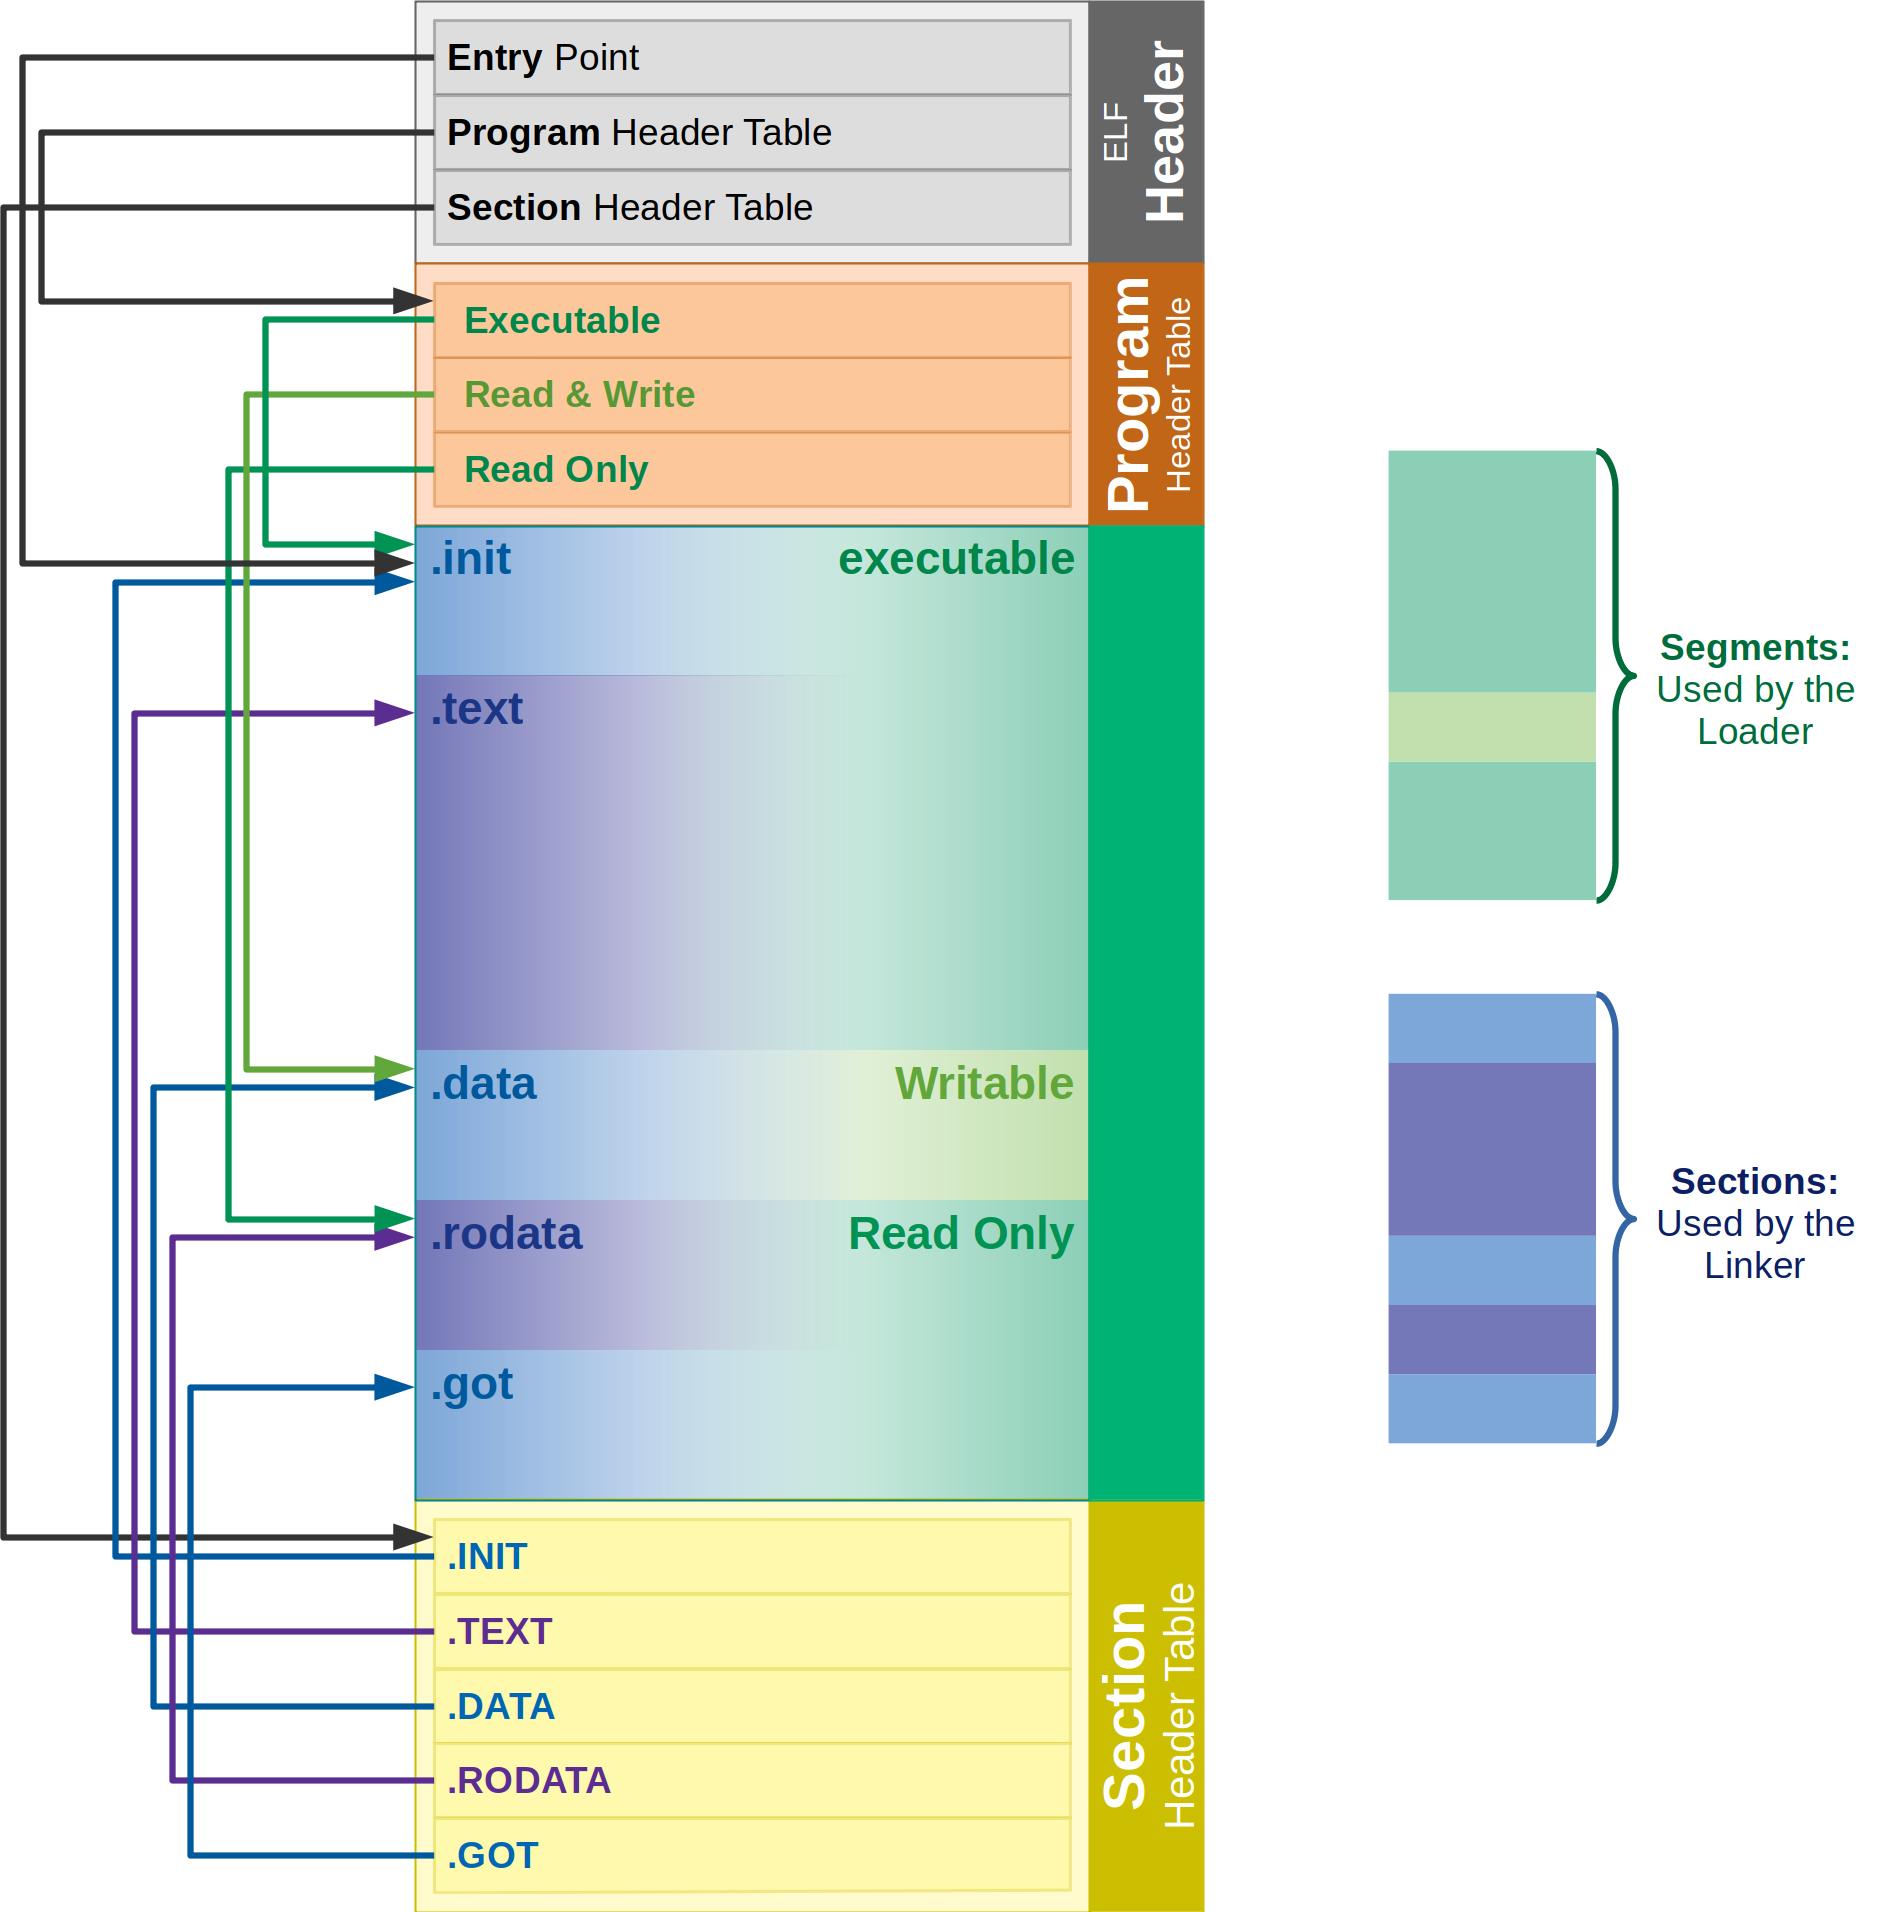 Entry Point
Program Header Table
Section Header Table
ELF
Header
Executable
Read & Write
Read Only
Program
Header Table
.init
executable
.text
.data
Writable
.rodata
Read Only
.got
.INIT
.TEXT
.DATA
.RODATA
.GOT
Section
Header Table
Segments:
Used by the
Loader
Sections:
Used by the
Linker